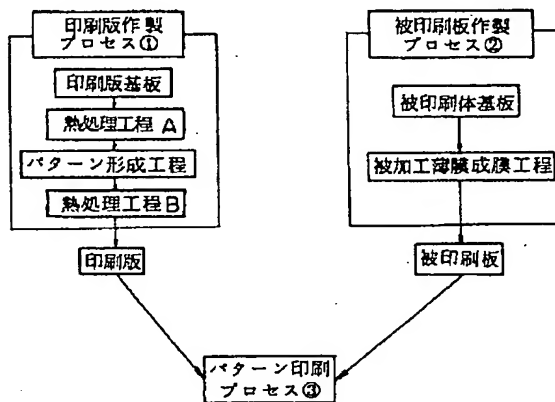 印刷版作製
プロセス①
印刷版基板
熱処理工程 A
パターン形成工程
熱処理工程B
印刷版
被印刷板作製
プロセス②
被印刷体基板
被加工薄膜成膜工程
被印刷板
パターン印刷
プロセス③